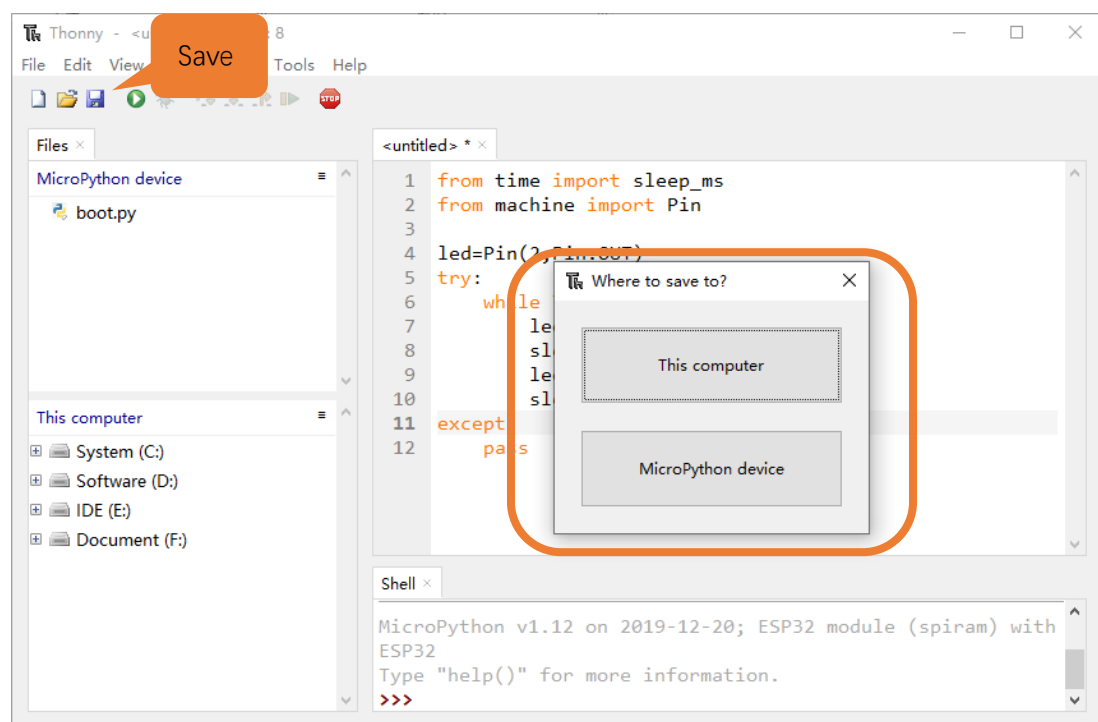 Thonny - <u : 8
Save
File Edit View Tools Help
STOP
Files ×
<untitled> * ×
MicroPython device
boot.py
This computer
System (C:)
Software (D:)
IDE (E:)
Document (F:)
1 from time import sleep_ms
2 from machine import Pin
3
4 led=Pin(2,Pin.OUT)
5 try:
6 while
7 le
8 sl
9 le
10 sl
11 except
12 pass
Where to save to?
This computer
MicroPython device
Shell ×
MicroPython v1.12 on 2019-12-20; ESP32 module (spiram) with
ESP32
Type "help()" for more information.
>>>